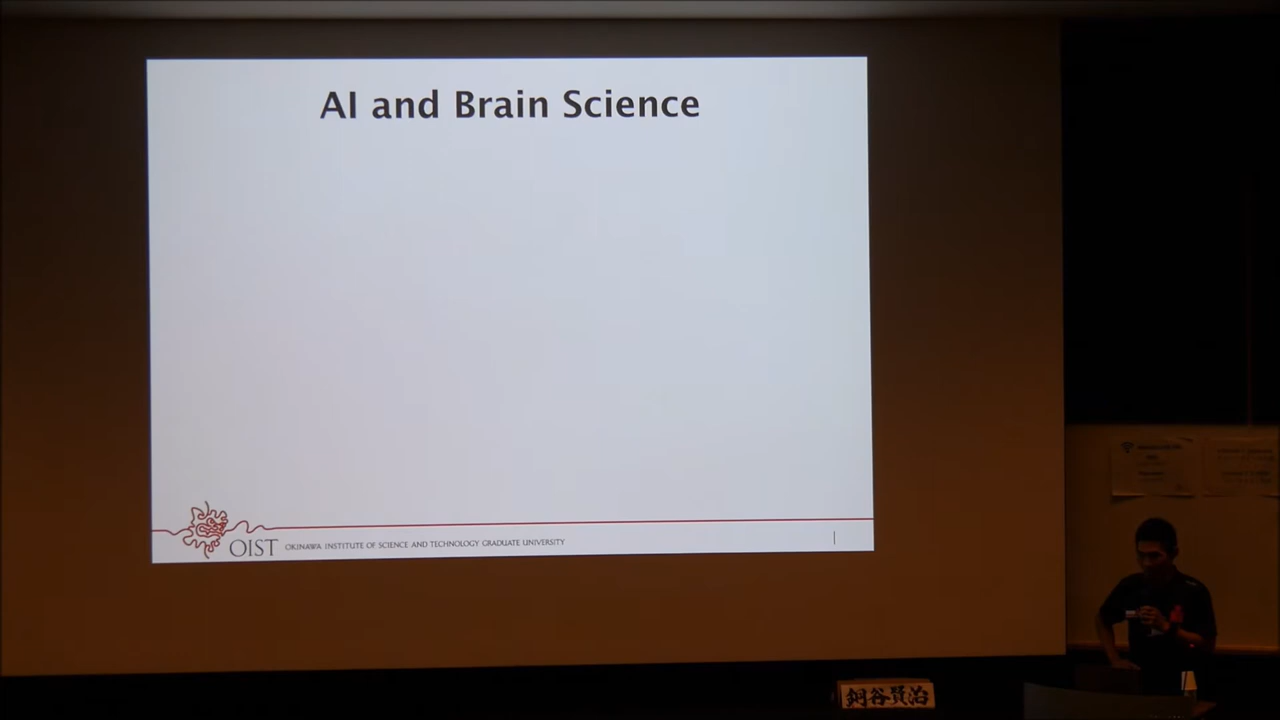 AI and Brain Science
OIST OKINAWA INSTITUTE OF SCIENCE AND TECHNOLOGY GRADUATE UNIVERSITY
銅谷賢治